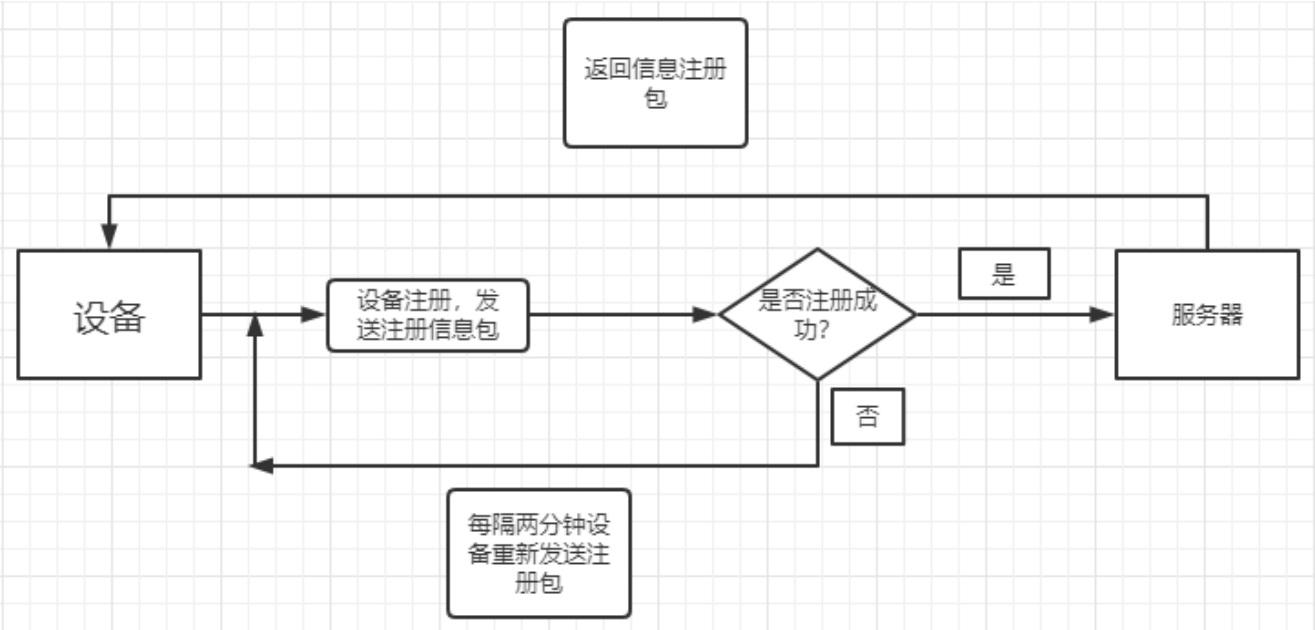 返回信息注册
包
设备
设备注册，发
送注册信息包
是否注册成
功？
是
服务器
否
每隔两分钟设
备重新发送注
册包